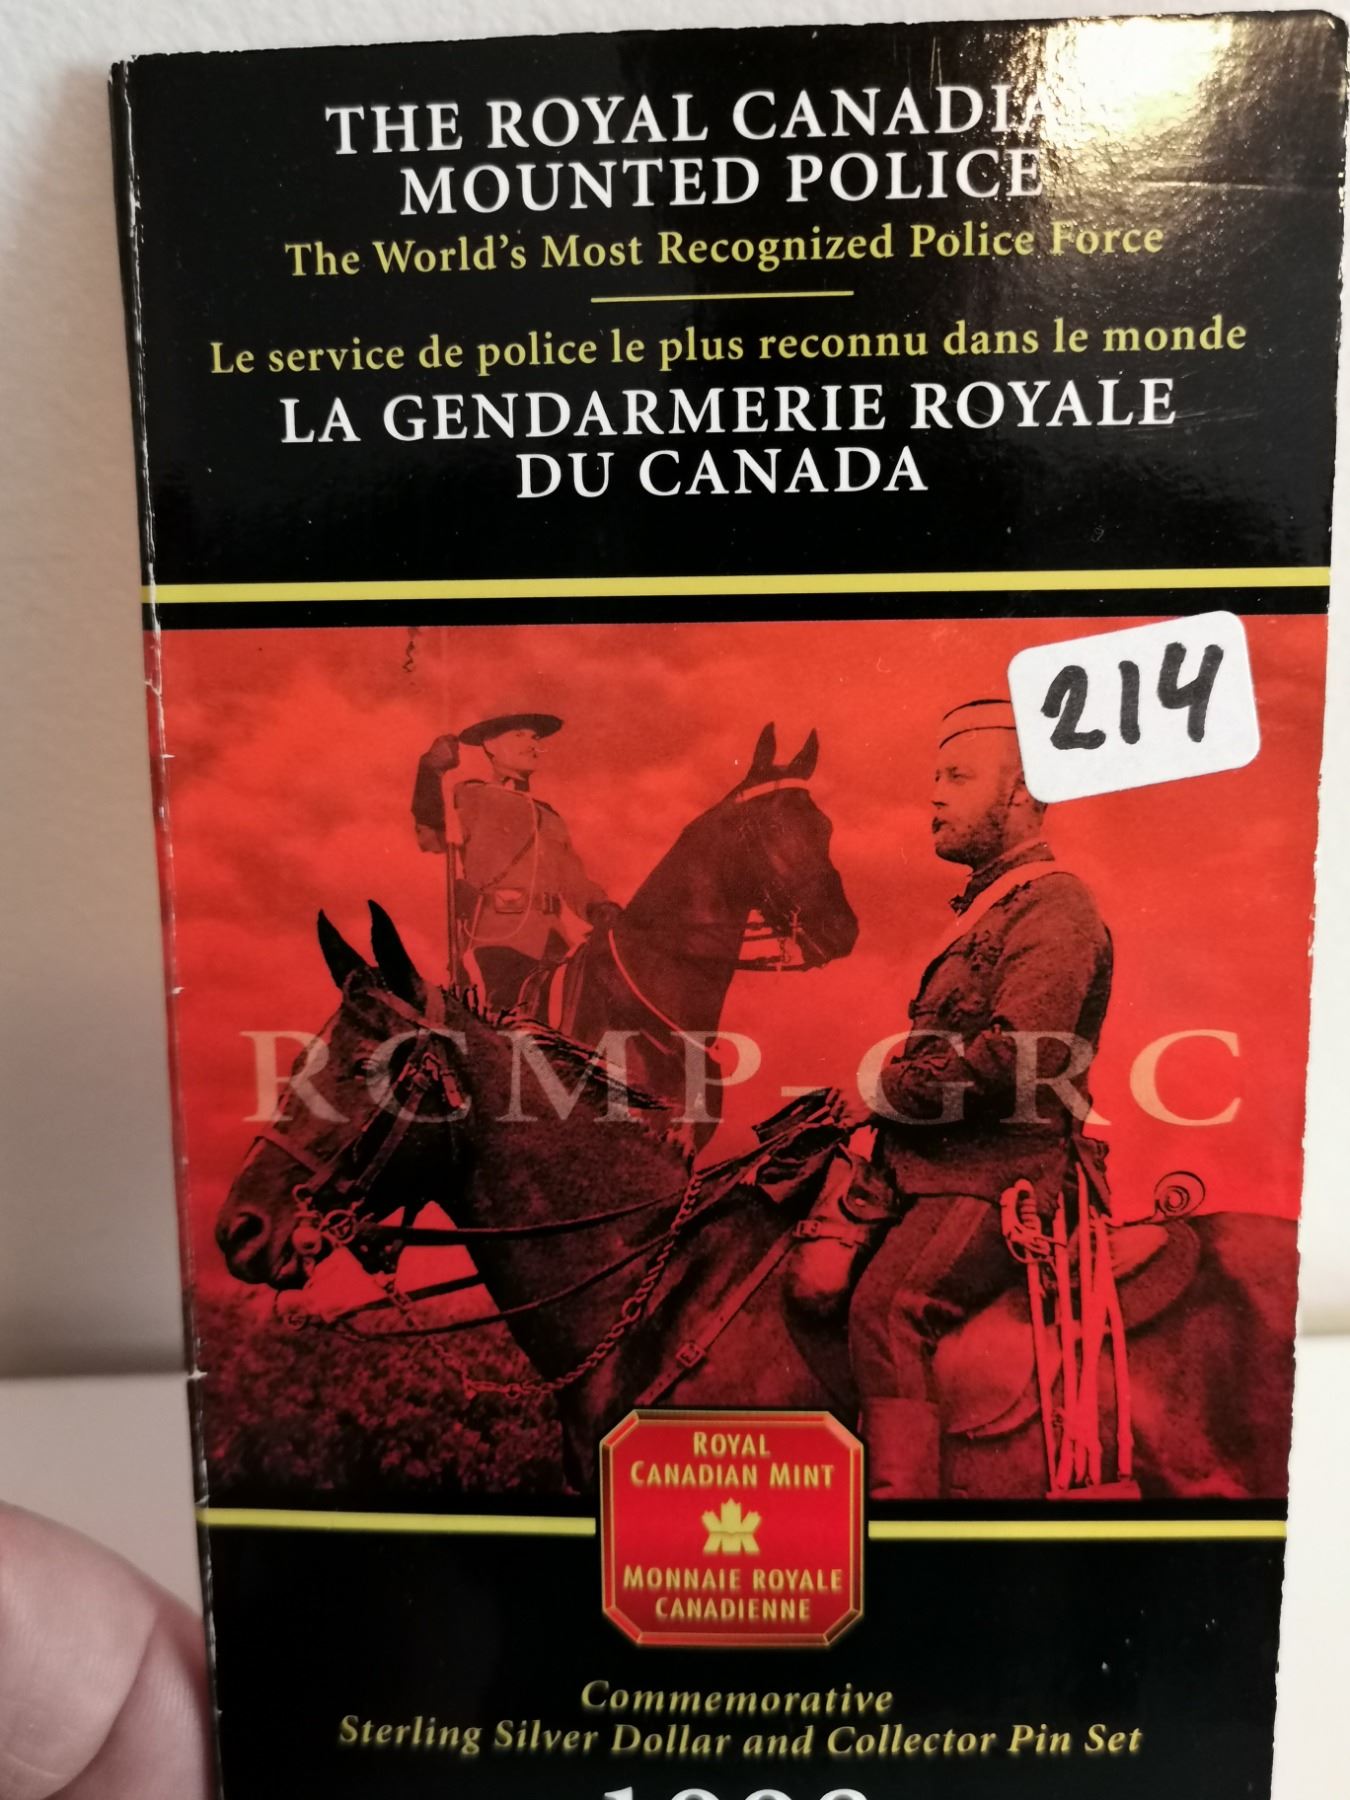 THE ROYAL CANADIA
MOUNTED POLICE
The World's Most Recognized Police Force
Le service de police le plus reconnu dans le monde
LA GENDARMERIE ROYALE
DU CANADA
214
RCMP-GRC
ROYAL
CANADIAN MINT
MONNAIE ROYALE
CANADIENNE
Commemorative
Sterling Silver Dollar and Collector Pin Set